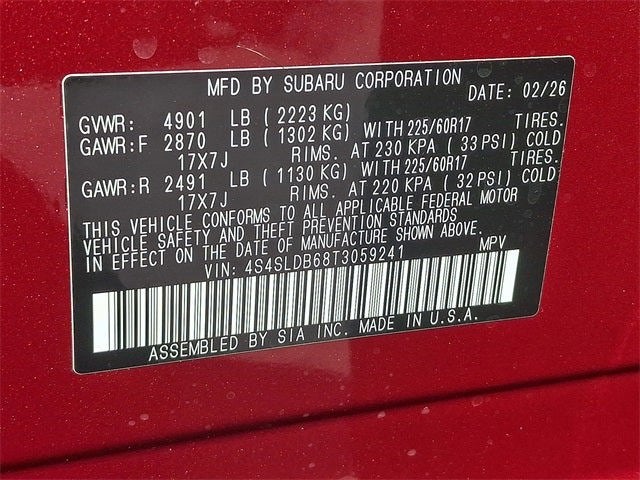 MFD BY SUBARU CORPORATION
DATE: 02/26
GVWR: 4901 LB ( 2223 KG)
GAWR:F 2870 LB ( 1302 KG) WITH 225/60R17 TIRES.
17X7J RIMS. AT 230 KPA ( 33 PSI) COLD
GAWR:R 2491 LB ( 1130 KG) WITH 225/60R17 TIRES.
17X7J RIMS. AT 220 KPA ( 32 PSI) COLD
THIS VEHICLE CONFORMS TO ALL APPLICABLE FEDERAL MOTOR
VEHICLE SAFETY AND THEFT PREVENTION STANDARDS
IN EFFECT ON THE DATE OF MANUFACTURE SHOWN ABOVE.
VIN: 4S4SLDB68T3059241 MPV
ASSEMBLED BY SIA INC. MADE IN U.S.A.